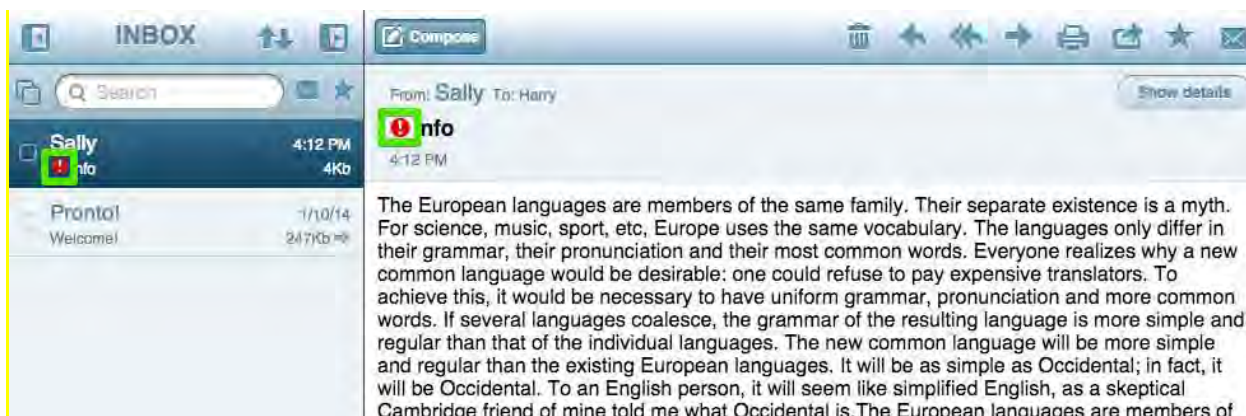 INBOX
Compose
Search
Sally
4:12 PM
nfo
4Kb
Pronto!
1/10/14
Welcome!
247Kb
From: Sally To: Harry
Show details
nfo
4:12 PM
The European languages are members of the same family. Their separate existence is a myth.
For science, music, sport, etc, Europe uses the same vocabulary. The languages only differ in
their grammar, their pronunciation and their most common words. Everyone realizes why a new
common language would be desirable: one could refuse to pay expensive translators. To
achieve this, it would be necessary to have uniform grammar, pronunciation and more common
words. If several languages coalesce, the grammar of the resulting language is more simple and
regular than that of the individual languages. The new common language will be more simple
and regular than the existing European languages. It will be as simple as Occidental; in fact, it
will be Occidental. To an English person, it will seem like simplified English, as a skeptical
Cambridge friend of mine told me what Occidental is.The European languages are members of